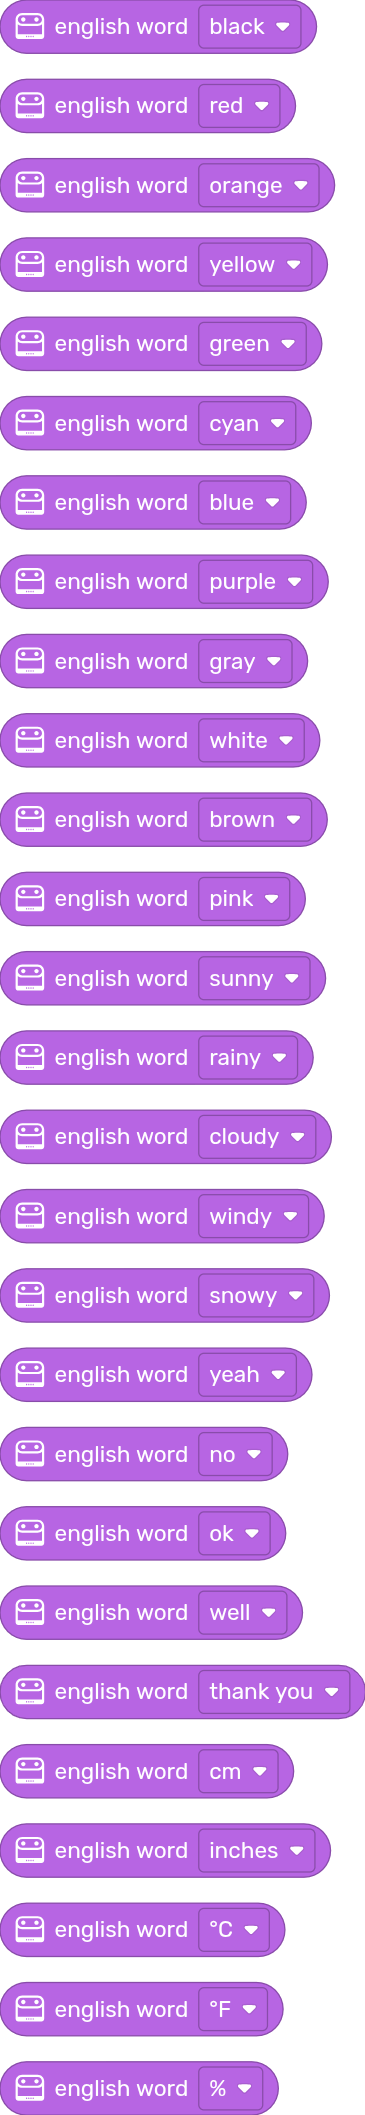 english word black
english word red
english word orange
english word yellow
english word green
english word cyan
english word blue
english word purple
english word gray
english word white
english word brown
english word pink
english word sunny
english word rainy
english word cloudy
english word windy
english word snowy
english word yeah
english word no
english word ok
english word well
english word thank you
english word cm
english word inches
english word °C
english word °F
english word %